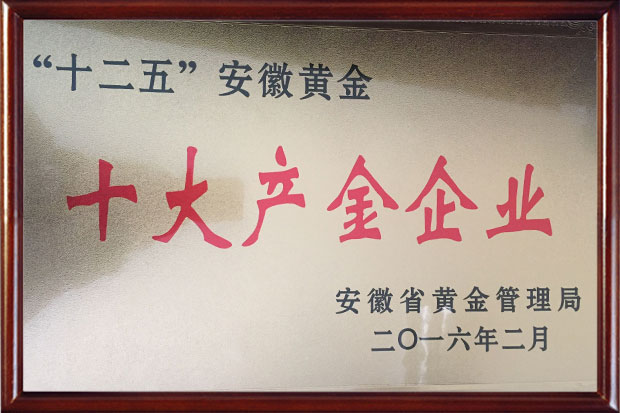 “十二五”安徽黄金
十大产金企业
安徽省黄金管理局
二〇一六年二月